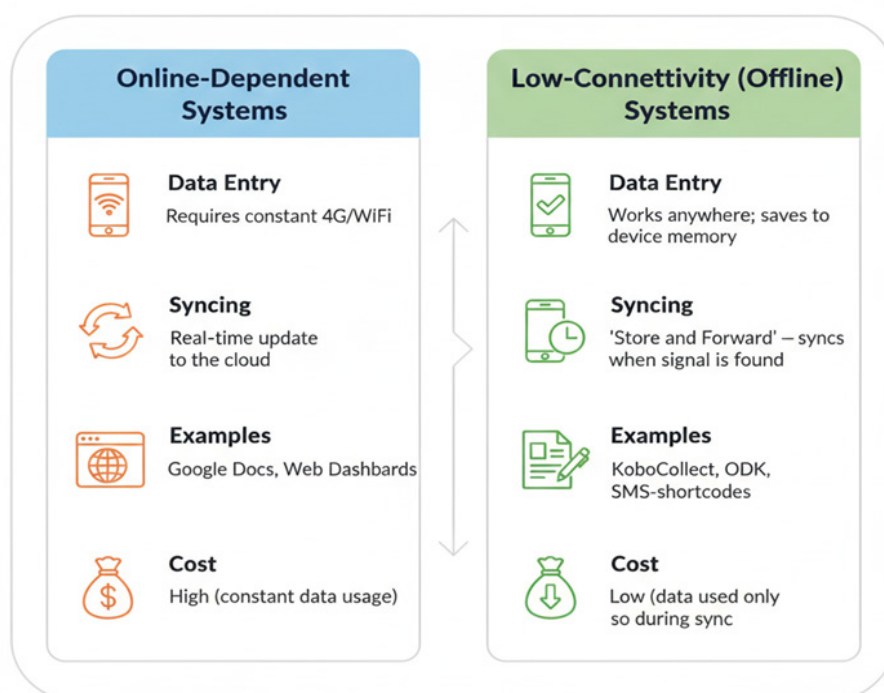 Online-Dependent
Systems
Data Entry
Requires constant 4G/WiFi
Syncing
Real-time update
to the cloud
Examples
Google Docs, Web Dashbards
Cost
$
High (constant data usage)
Low-Connettivity (Offline)
Systems
Data Entry
Works anywhere; saves to
device memory
Syncing
'Store and Forward' – syncs
when signal is found
Examples
KoboCollect, ODK,
SMS-shortcodes
Cost
Low (data used only
so during sync